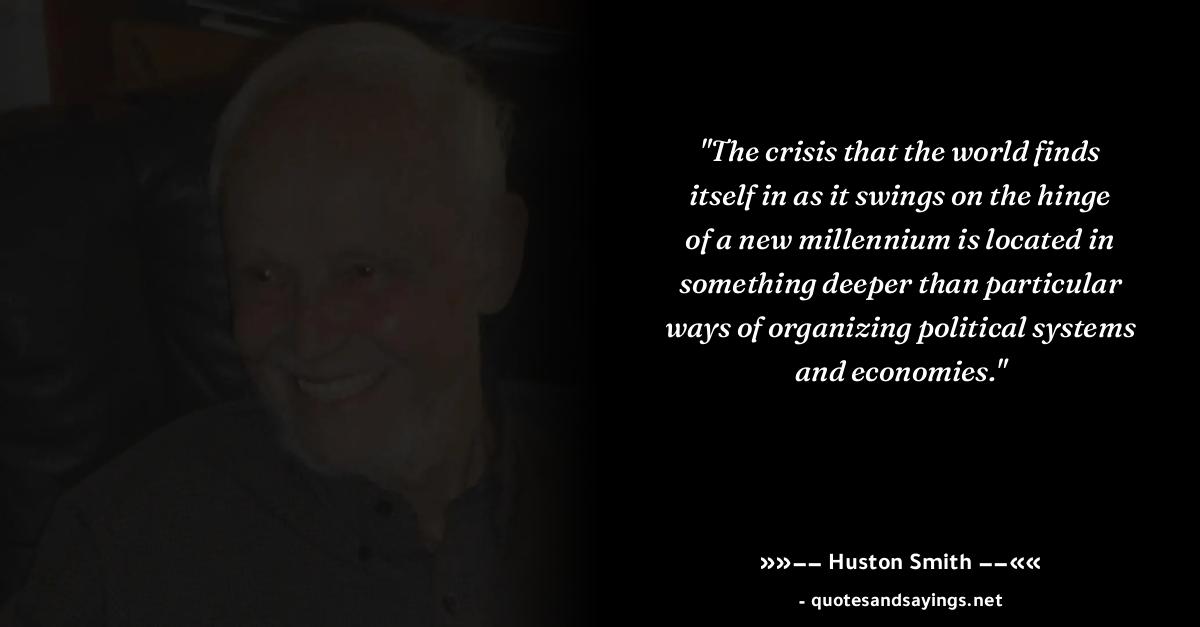 "The crisis that the world finds
itself in as it swings on the hinge
of a new millennium is located in
something deeper than particular
ways of organizing political systems
and economies."
»»−− Huston Smith −−««
- quotesandsayings.net